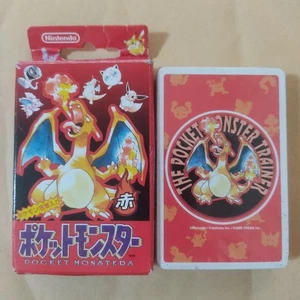 Nintendo
赤
ポケットモンスター
POCKET MONSTERS
THE POCKET MONSTER TRAINER